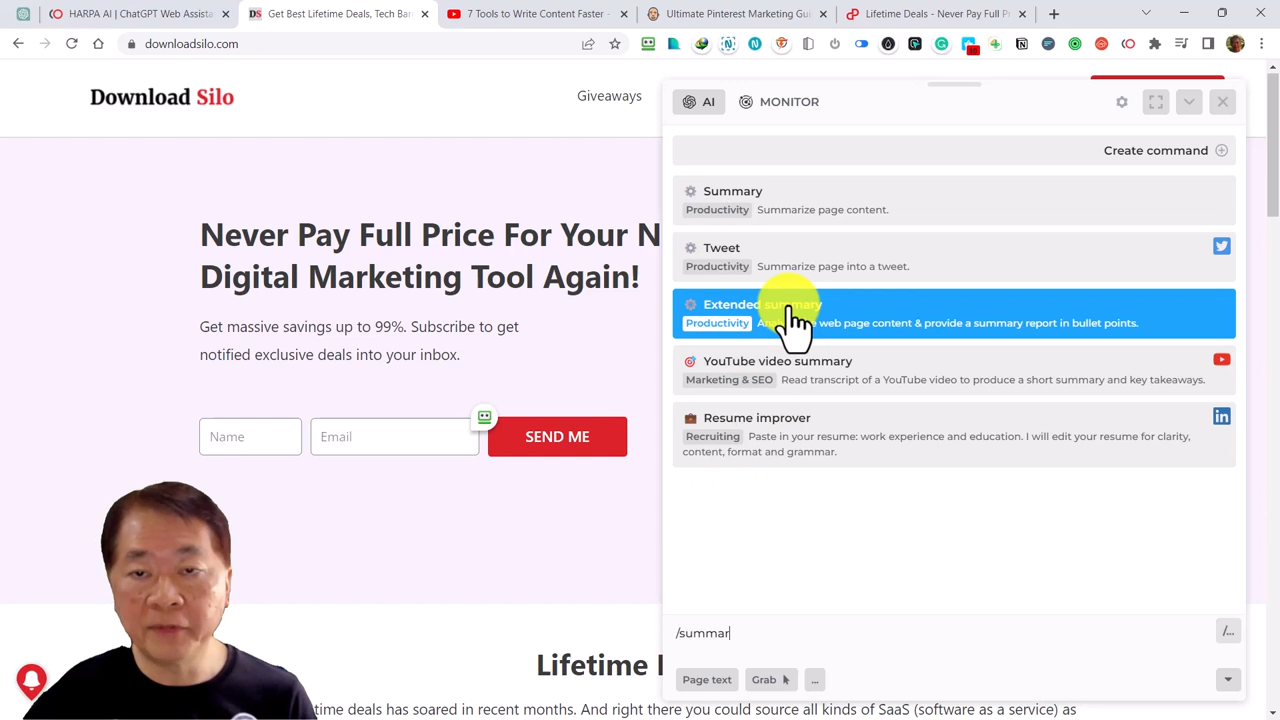 HARPA AI | ChatGPT Web Assista
Get Best Lifetime Deals, Tech Bar
7 Tools to Write Content Faster -
Ultimate Pinterest Marketing Gui
Lifetime Deals - Never Pay Full P
downloadsilo.com
Download Silo
Giveaways
Never Pay Full Price For Your N
Digital Marketing Tool Again!
Get massive savings up to 99%. Subscribe to get
notified exclusive deals into your inbox.
Name
Email
SEND ME
Lifetime
time deals has soared in recent months. And right there you could source all kinds of SaaS (software as a service) as
AI
MONITOR
Create command
Summary
Productivity Summarize page content.
Tweet
Productivity Summarize page into a tweet.
Extended summary
Productivity web page content & provide a summary report in bullet points.
YouTube video summary
Marketing & SEO Read transcript of a YouTube video to produce a short summary and key takeaways.
Resume improver
Recruiting Paste in your resume: work experience and education. I will edit your resume for clarity,
content, format and grammar.
/summar
/...
Page text
Grab
...